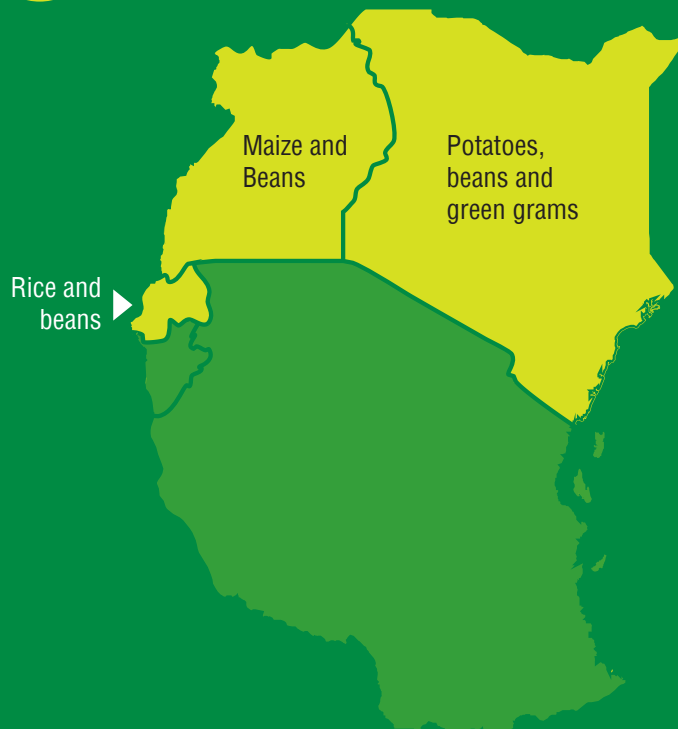 Maize and
Beans
Potatoes,
beans and
green grams
Rice and
beans